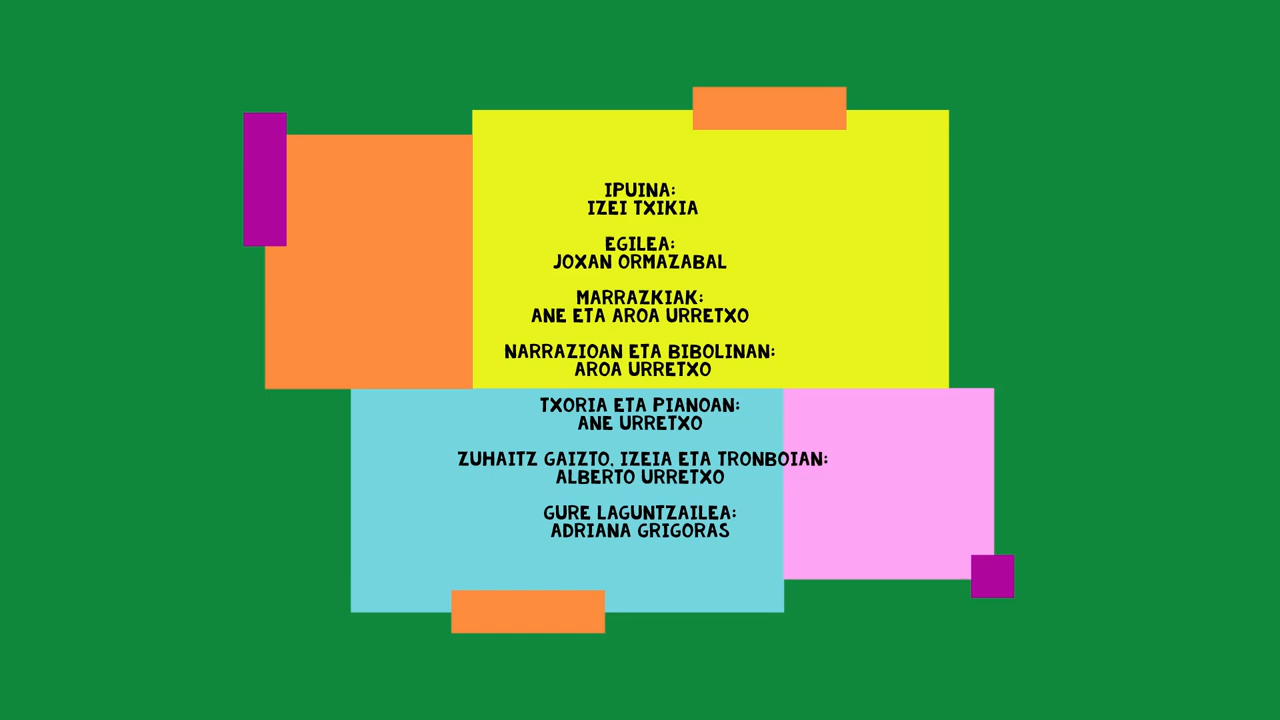 IPUINA:
IZEI TXIKIA
EGILEA:
JOXAN ORMAZABAL
MARRAZKIAK:
ANE ETA AROA URRETXO
NARRAZIOAN ETA BIBOLINAN:
AROA URRETXO
TXORIA ETA PIANOAN:
ANE URRETXO
ZUHAITZ GAIZTO, IZEIA ETA TRONBOIAN:
ALBERTO URRETXO
GURE LAGUNTZAILEA:
ADRIANA GRIGORAS